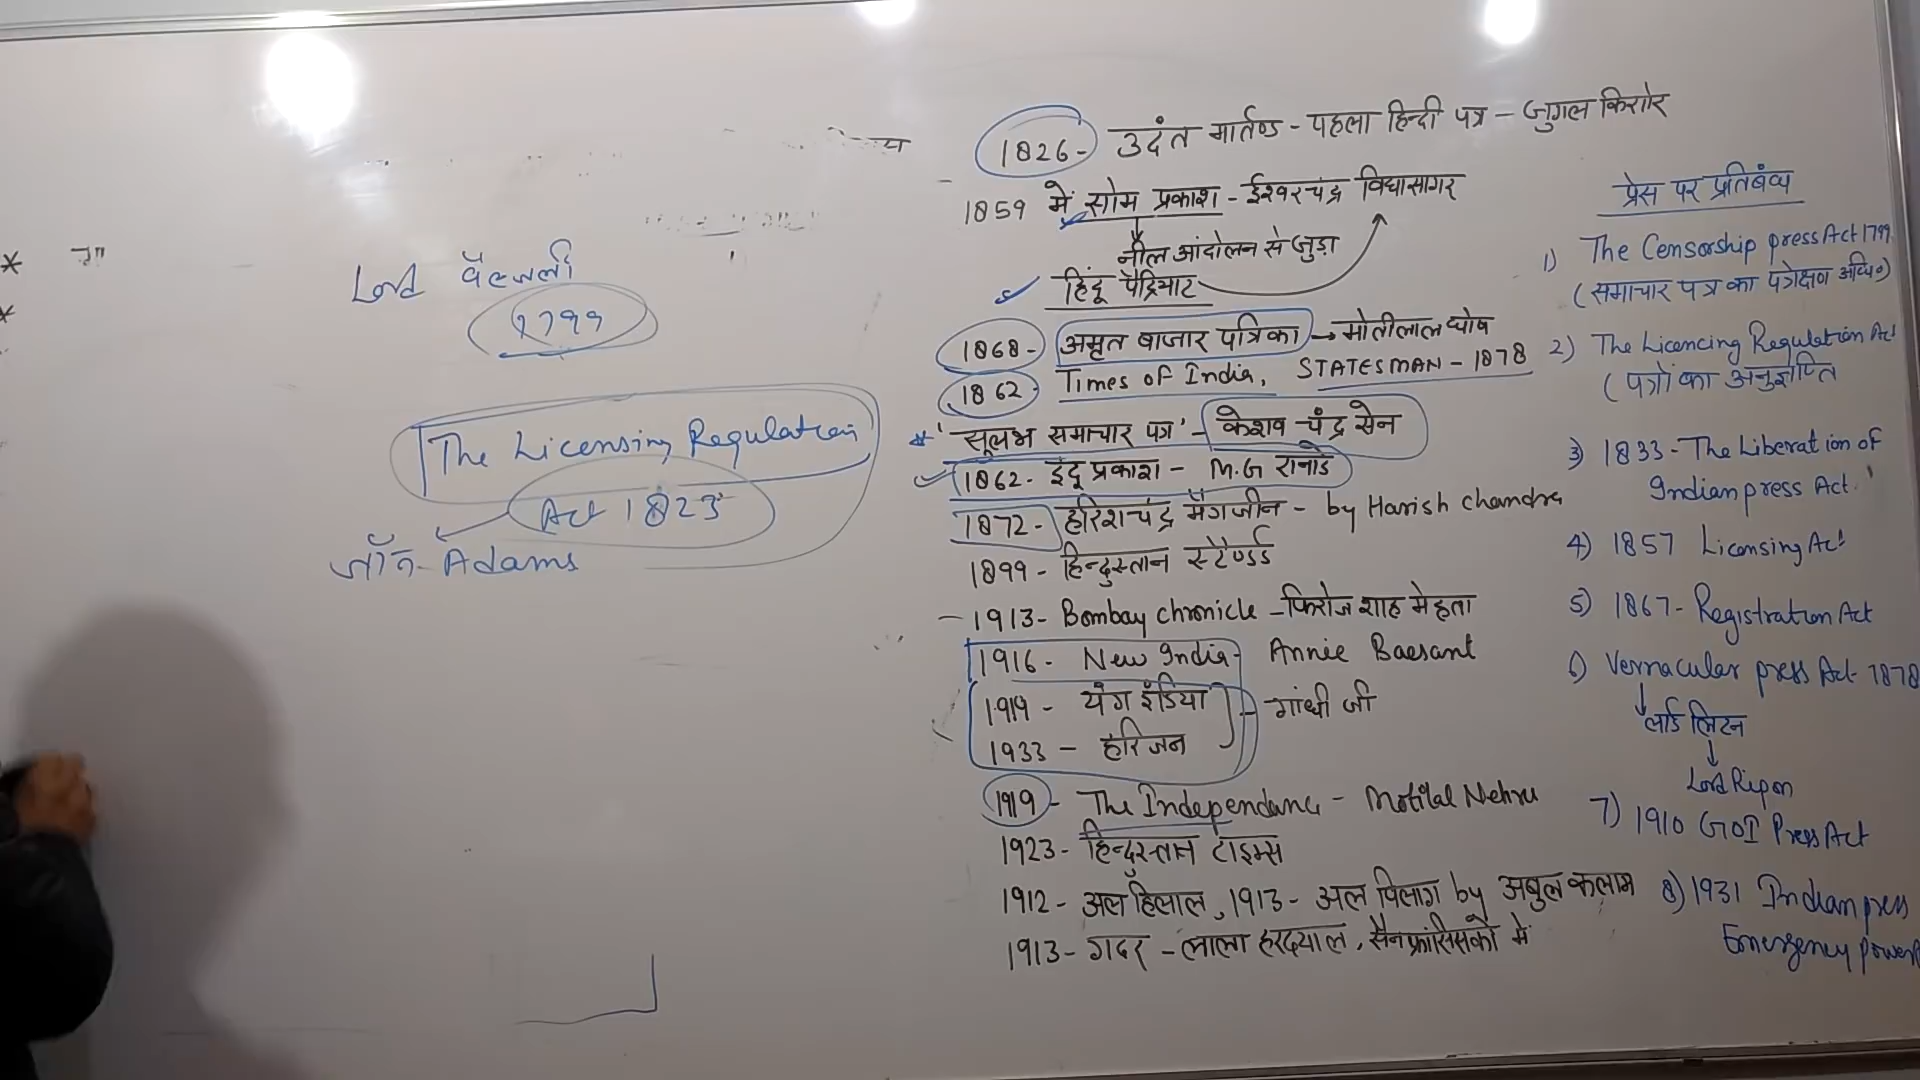 Lord वैल्जली
1799
The Licensing Regulation
Act 1823
जॉन Adams
1826- उदंत मार्तण्ड - पहला हिन्दी पत्र - जुगल किशोर
1859 में सोम प्रकाश - ईश्वरचंद्र विद्यासागर
नील आंदोलन से जुड़ा
हिंदू पैट्रियाट
1868- अमृत बाजार पत्रिका → मोतीलाल घोष
1862- Times of India, STATESMAN - 1878
* 'सूलभ समाचार पत्र' - केशव चंद्र सेन
1862- इंदू प्रकाश - M.G रानाडे
1872- हरिशचंद्र मैगजीन - by Harish chandra
1899 - हिन्दुस्तान स्टैण्डर्ड
- 1913- Bombay chronicle - फिरोज शाह मेहता
1916- New India- Annie Baesant
1919 - यंग इंडिया - गांधी जी
1933 - हरिजन
1919 - The Independance - Motilal Nehru
1923- हिन्दुस्तान टाइम्स
1912- अल हिलाल, 1913- अल विलाग by अबुल कलाम
1913- गदर - लाला हरदयाल, सैनफ्रांसिसको में
प्रेस पर प्रतिबंध
1) The Censorship press Act 1799
(समाचार पत्र का पत्रेक्षण अधि०)
2) The Licencing Regulation Act
(पत्रों का अनुज्ञप्ति
3) 1833- The Liberation of
Indian press Act.
4) 1857 Licensing Act
5) 1867- Registration Act
6) Vernacular press Act- 1878
लार्ड लिटन
Lord Ripon
7) 1910 GOI Press Act
8) 1931 Indian press
Emergency power